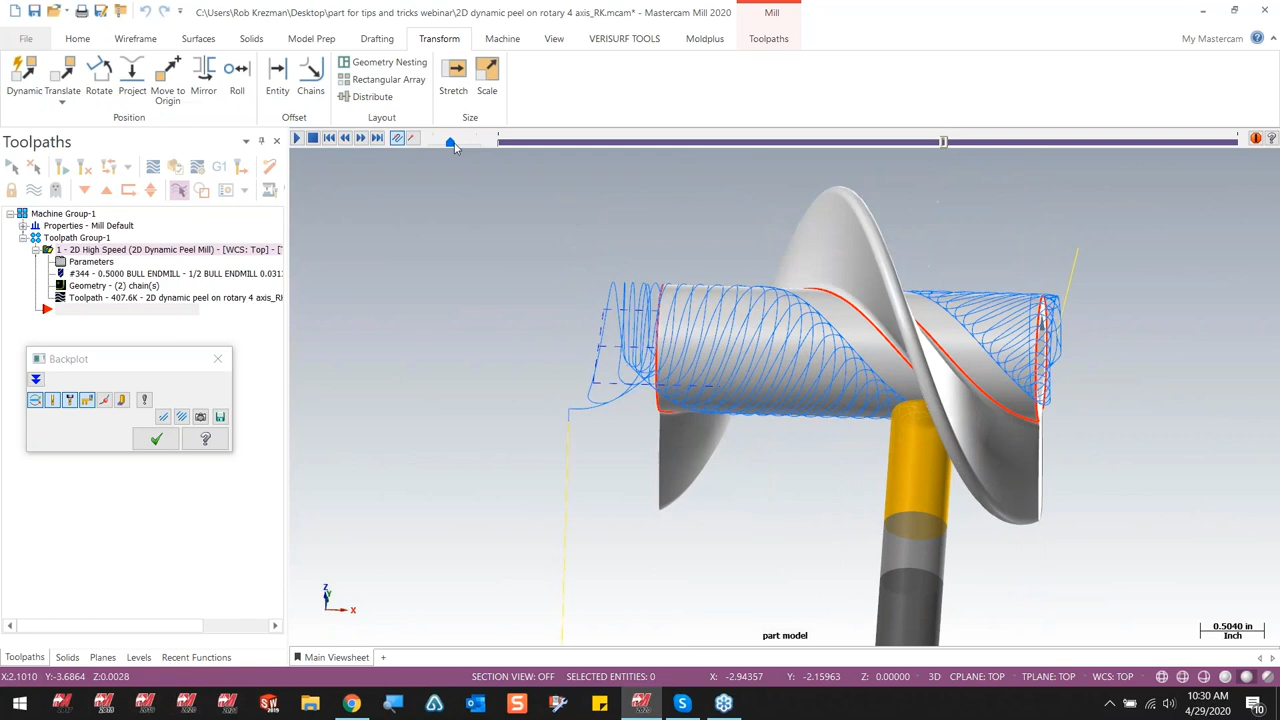 C:\Users\Rob Krezman\Desktop\part for tips and tricks webinar\2D dynamic peel on rotary 4 axis_RK.mcam* - Mastercam Mill 2020
Mill
File Home Wireframe Surfaces Solids Model Prep Drafting Transform Machine View VERISURF TOOLS Moldplus Toolpaths My Mastercam
Dynamic Translate Rotate Project Move to Origin Mirror Roll
Entity Chains
Geometry Nesting
Rectangular Array
Distribute
Stretch Scale
Position Offset Layout Size
Toolpaths
G1
Machine Group-1
Properties - Mill Default
Toolpath Group-1
1 - 2D High Speed (2D Dynamic Peel Mill) - [WCS: Top] - [
Parameters
#344 - 0.5000 BULL ENDMILL - 1/2 BULL ENDMILL 0.031
Geometry - (2) chain(s)
Toolpath - 407.6K - 2D dynamic peel on rotary 4 axis_RK
Backplot
Z
Y
X
part model
0.5040 in
Inch
Toolpaths Solids Planes Levels Recent Functions
Main Viewsheet +
X:2.1010 Y:-3.6864 Z:0.0028 SECTION VIEW: OFF SELECTED ENTITIES: 0 X: -2.94357 Y: -2.15963 Z: 0.00000 3D CPLANE: TOP TPLANE: TOP WCS: TOP
10:30 AM
4/29/2020